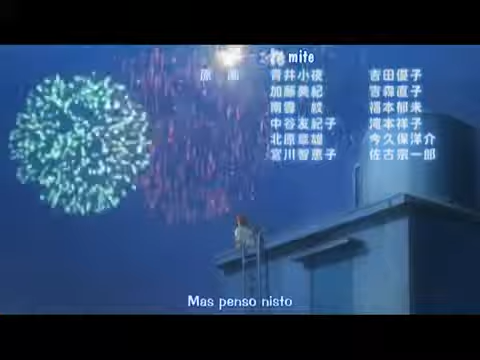 れ mite
原画
青井小夜 吉田優子
加藤美紀 吉森直子
南雲 紋 福本郁未
中谷友紀子 滝本祥子
北原章雄 今久保洋介
宮川智恵子 佐古宗一郎
Mas penso nisto